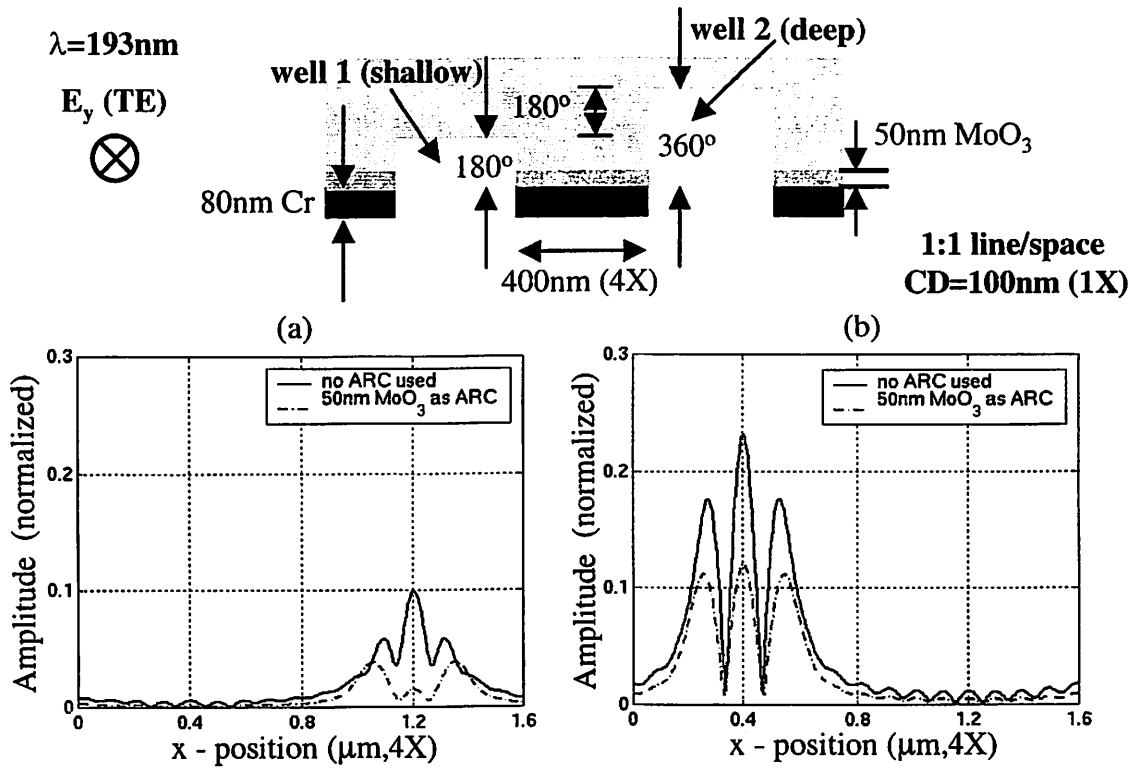 λ=193nm
E_y (TE)
well 1 (shallow)
well 2 (deep)
180°
180°
360°
50nm MoO₃
80nm Cr
400nm (4X)
1:1 line/space
CD=100nm (1X)
(a)
(b)
Amplitude (normalized)
0.3
0.2
0.1
0
no ARC used
50nm MoO₃ as ARC
0
0.4
0.8
1.2
1.6
x - position (μm,4X)
Amplitude (normalized)
0.3
0.2
0.1
0
no ARC used
50nm MoO₃ as ARC
0
0.4
0.8
1.2
1.6
x - position (μm,4X)